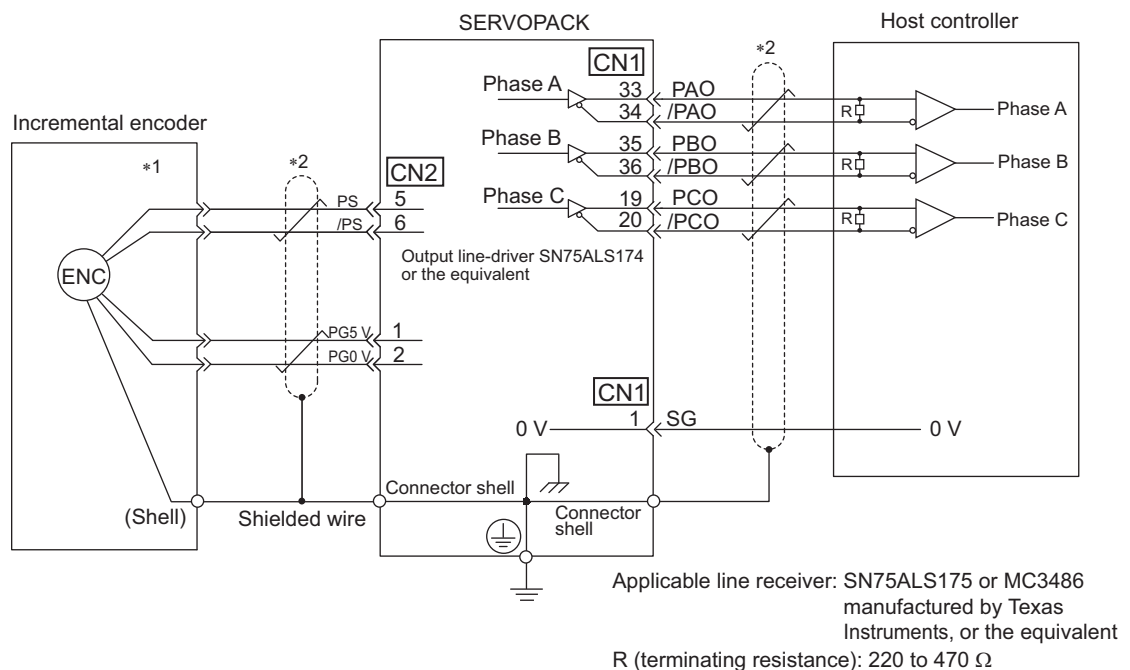 SERVOPACK
Host controller
Incremental encoder
*1
*2
ENC
PS
/PS
PG5 V
PG0 V
CN2
5
6
1
2
(Shell)
Shielded wire
CN1
Phase A
33
PAO
34
/PAO
Phase B
35
PBO
36
/PBO
Phase C
19
PCO
20
/PCO
Output line-driver SN75ALS174
or the equivalent
*2
R
Phase A
R
Phase B
R
Phase C
CN1
0 V
1
SG
0 V
Connector shell
Connector
shell
Applicable line receiver: SN75ALS175 or MC3486
manufactured by Texas
Instruments, or the equivalent
R (terminating resistance): 220 to 470 Ω